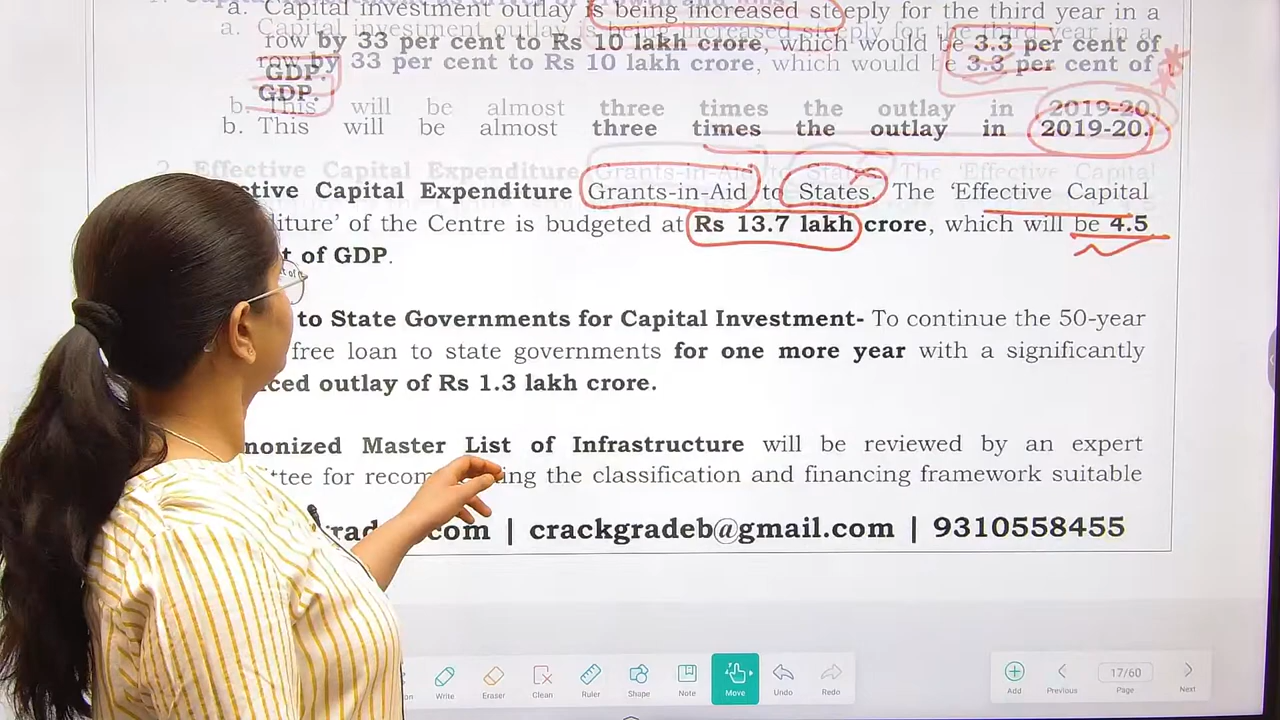 a. Capital investment outlay is being increased steeply for the third year in a
row by 33 per cent to Rs 10 lakh crore, which would be 3.3 per cent of
GDP.
b. This will be almost three times the outlay in 2019-20.
ctive Capital Expenditure Grants-in-Aid to States. The ‘Effective Capital
diture’ of the Centre is budgeted at Rs 13.7 lakh crore, which will be 4.5
t of GDP.
to State Governments for Capital Investment- To continue the 50-year
free loan to state governments for one more year with a significantly
ced outlay of Rs 1.3 lakh crore.
monized Master List of Infrastructure will be reviewed by an expert
ttee for recom ing the classification and financing framework suitable
grade com | crackgradeb@gmail.com | 9310558455
Write Eraser Clean Ruler Shape Note Move Undo Redo Add Previous 17/60 Page Next